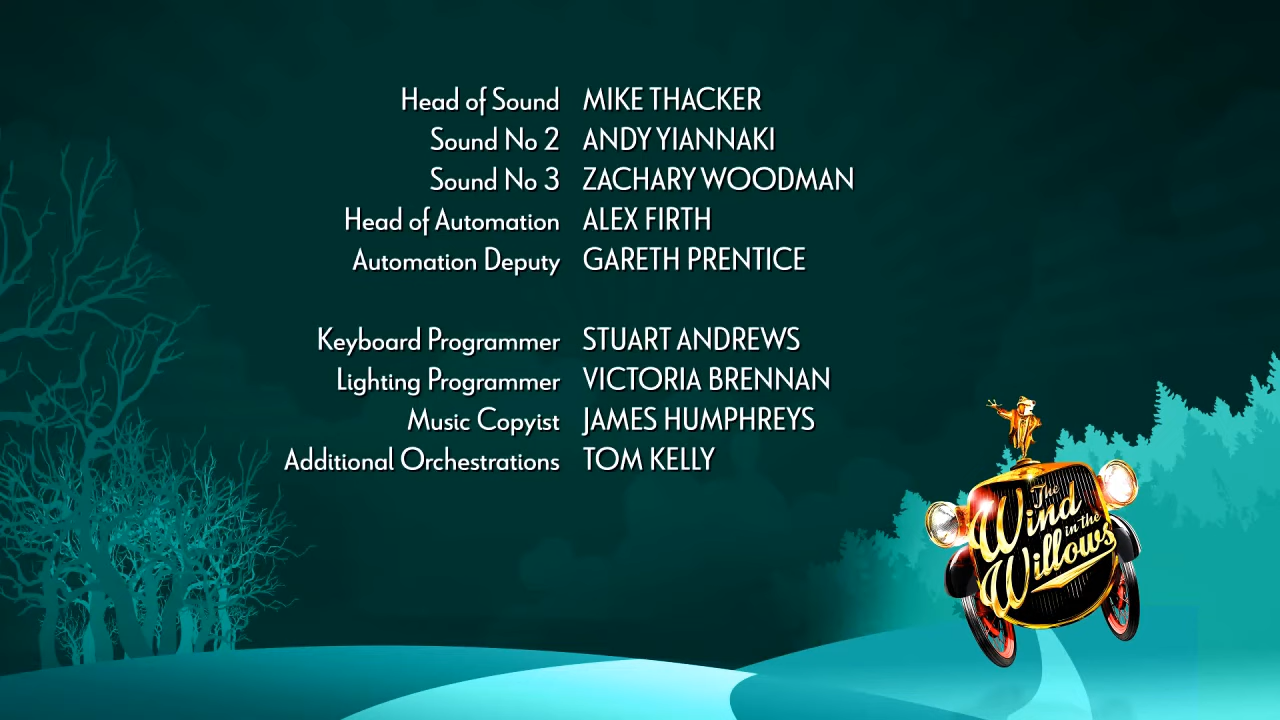 Head of Sound MIKE THACKER
Sound No 2 ANDY YIANNAKI
Sound No 3 ZACHARY WOODMAN
Head of Automation ALEX FIRTH
Automation Deputy GARETH PRENTICE
Keyboard Programmer STUART ANDREWS
Lighting Programmer VICTORIA BRENNAN
Music Copyist JAMES HUMPHREYS
Additional Orchestrations TOM KELLY
The
Wind
in the
Willows